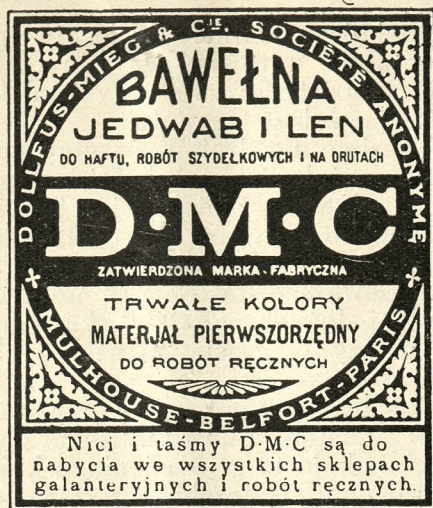 DOLLFUS-MIEG & CIE, SOCIÉTÉ ANONYME
BAWEŁNA
JEDWAB I LEN
DO HAFTU, ROBÓT SZYDEŁKOWYCH I NA DRUTACH
D·M·C
ZATWIERDZONA MARKA-FABRYCZNA
TRWAŁE KOLORY
MATERJAŁ PIERWSZORZĘDNY
DO ROBÓT RĘCZNYCH
MULHOUSE-BELFORT-PARIS
Nici i taśmy D·M·C są do
nabycia we wszystkich sklepach
galanteryjnych i robót ręcznych.